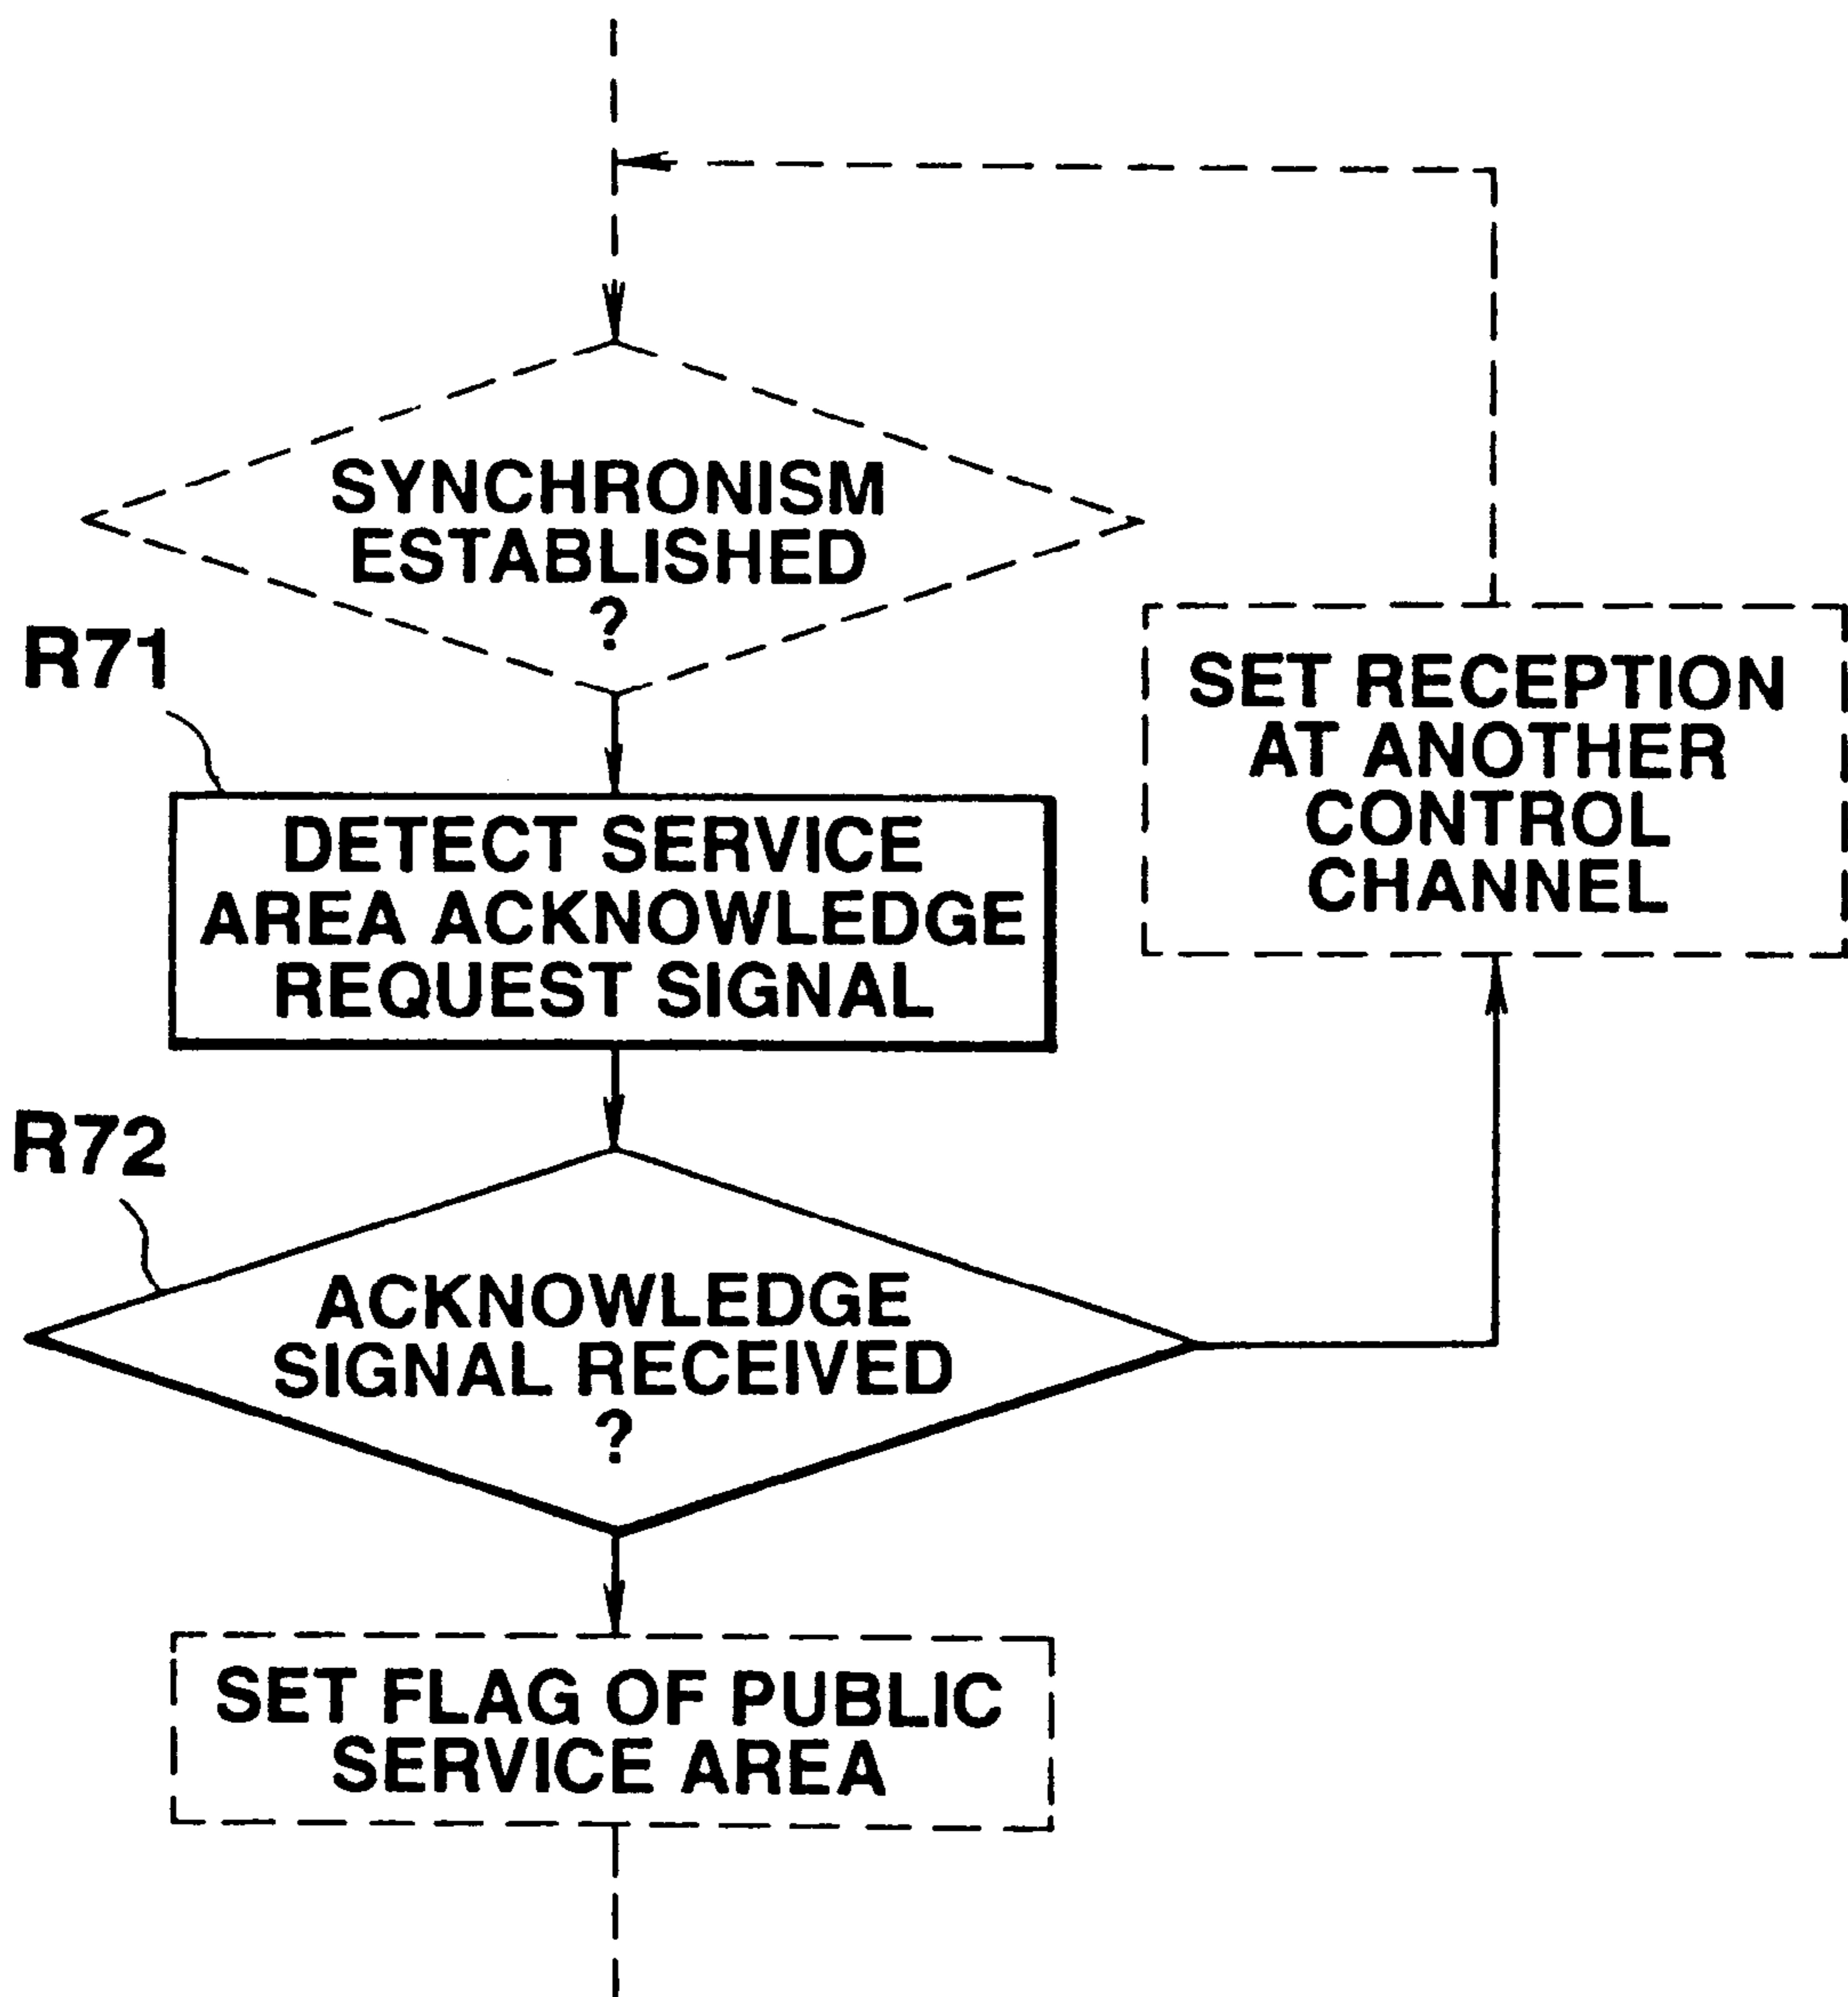 SYNCHRONISM
ESTABLISHED
?
R71
SET RECEPTION
AT ANOTHER
CONTROL
CHANNEL
DETECT SERVICE
AREA ACKNOWLEDGE
REQUEST SIGNAL
R72
ACKNOWLEDGE
SIGNAL RECEIVED
?
SET FLAG OF PUBLIC
SERVICE AREA